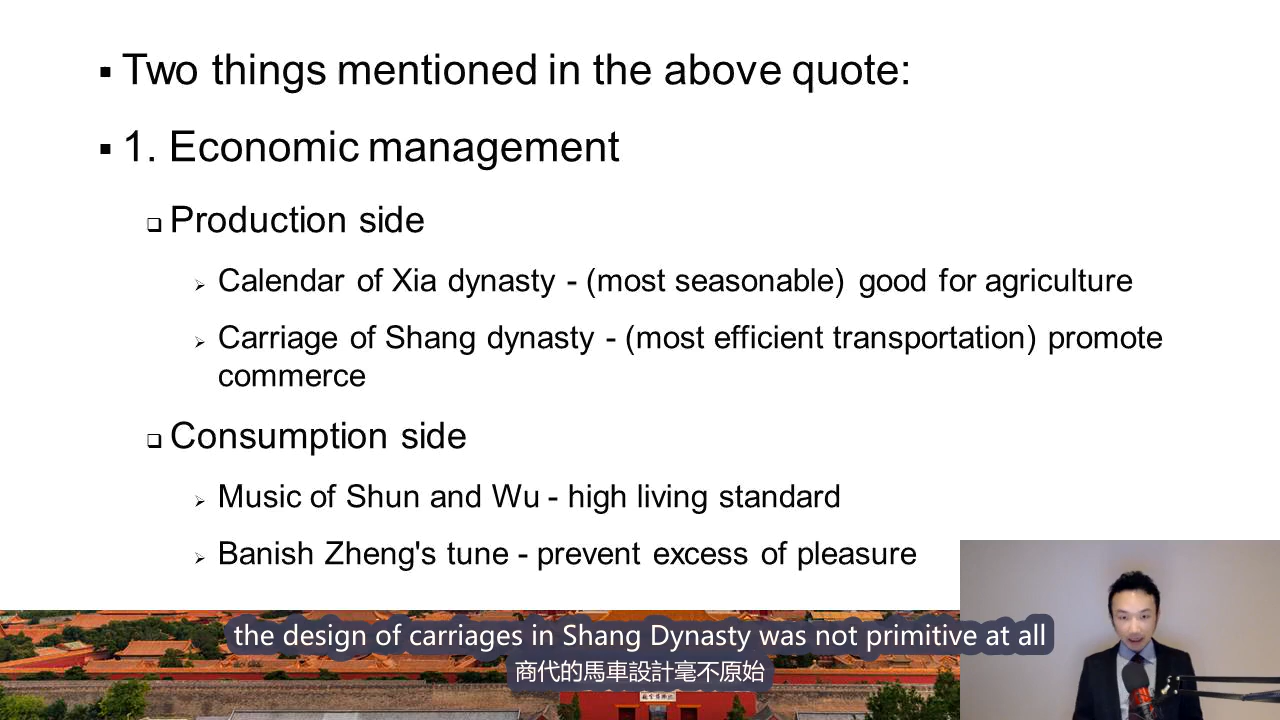 Two things mentioned in the above quote:
1. Economic management
Production side
Calendar of Xia dynasty - (most seasonable) good for agriculture
Carriage of Shang dynasty - (most efficient transportation) promote
commerce
Consumption side
Music of Shun and Wu - high living standard
Banish Zheng's tune - prevent excess of pleasure
the design of carriages in Shang Dynasty was not primitive at all
商代的馬車設計毫不原始